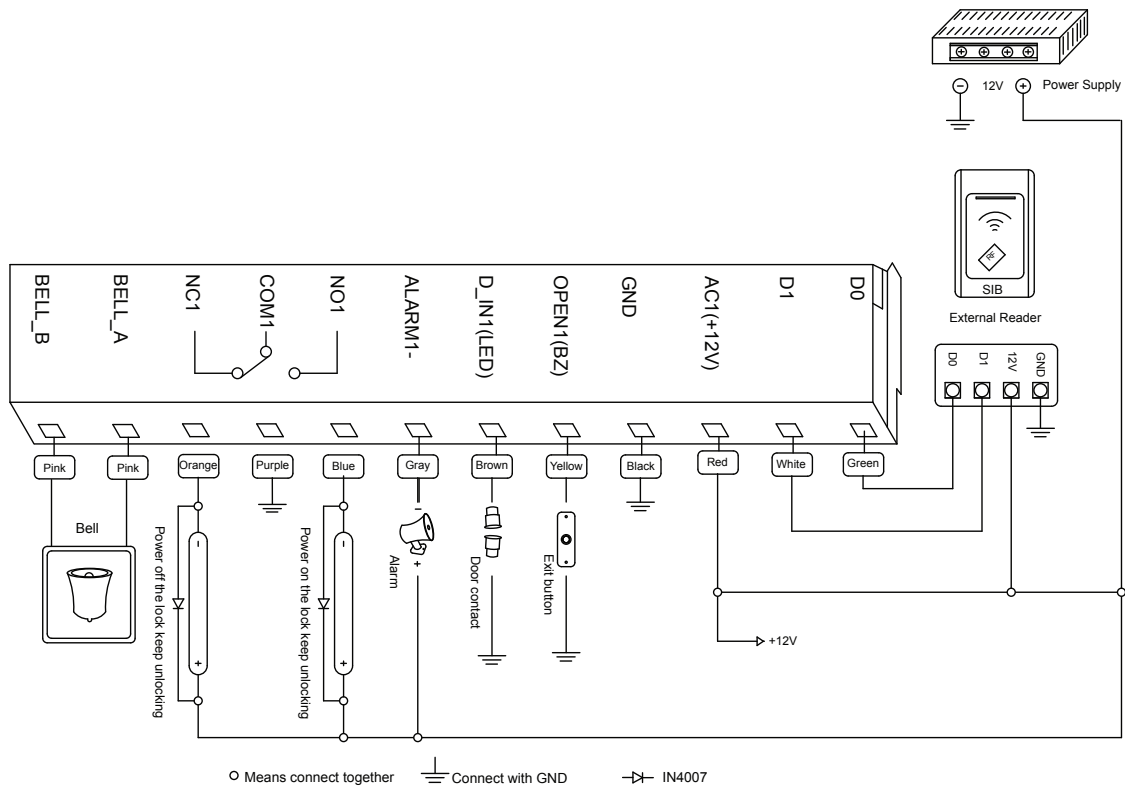 12V
Power Supply
SIB
External Reader
D0
D1
12V
GND
BELL_B
BELL_A
NC1
COM1
NO1
ALARM1-
D_IN1(LED)
OPEN1(BZ)
GND
AC1(+12V)
D1
D0
Pink
Pink
Orange
Purple
Blue
Gray
Brown
Yellow
Black
Red
White
Green
Bell
Power off the lock keep unlocking
-
+
Power on the lock keep unlocking
-
+
-
+
Alarm
Door contact
Exit button
+12V
Means connect together
Connect with GND
IN4007